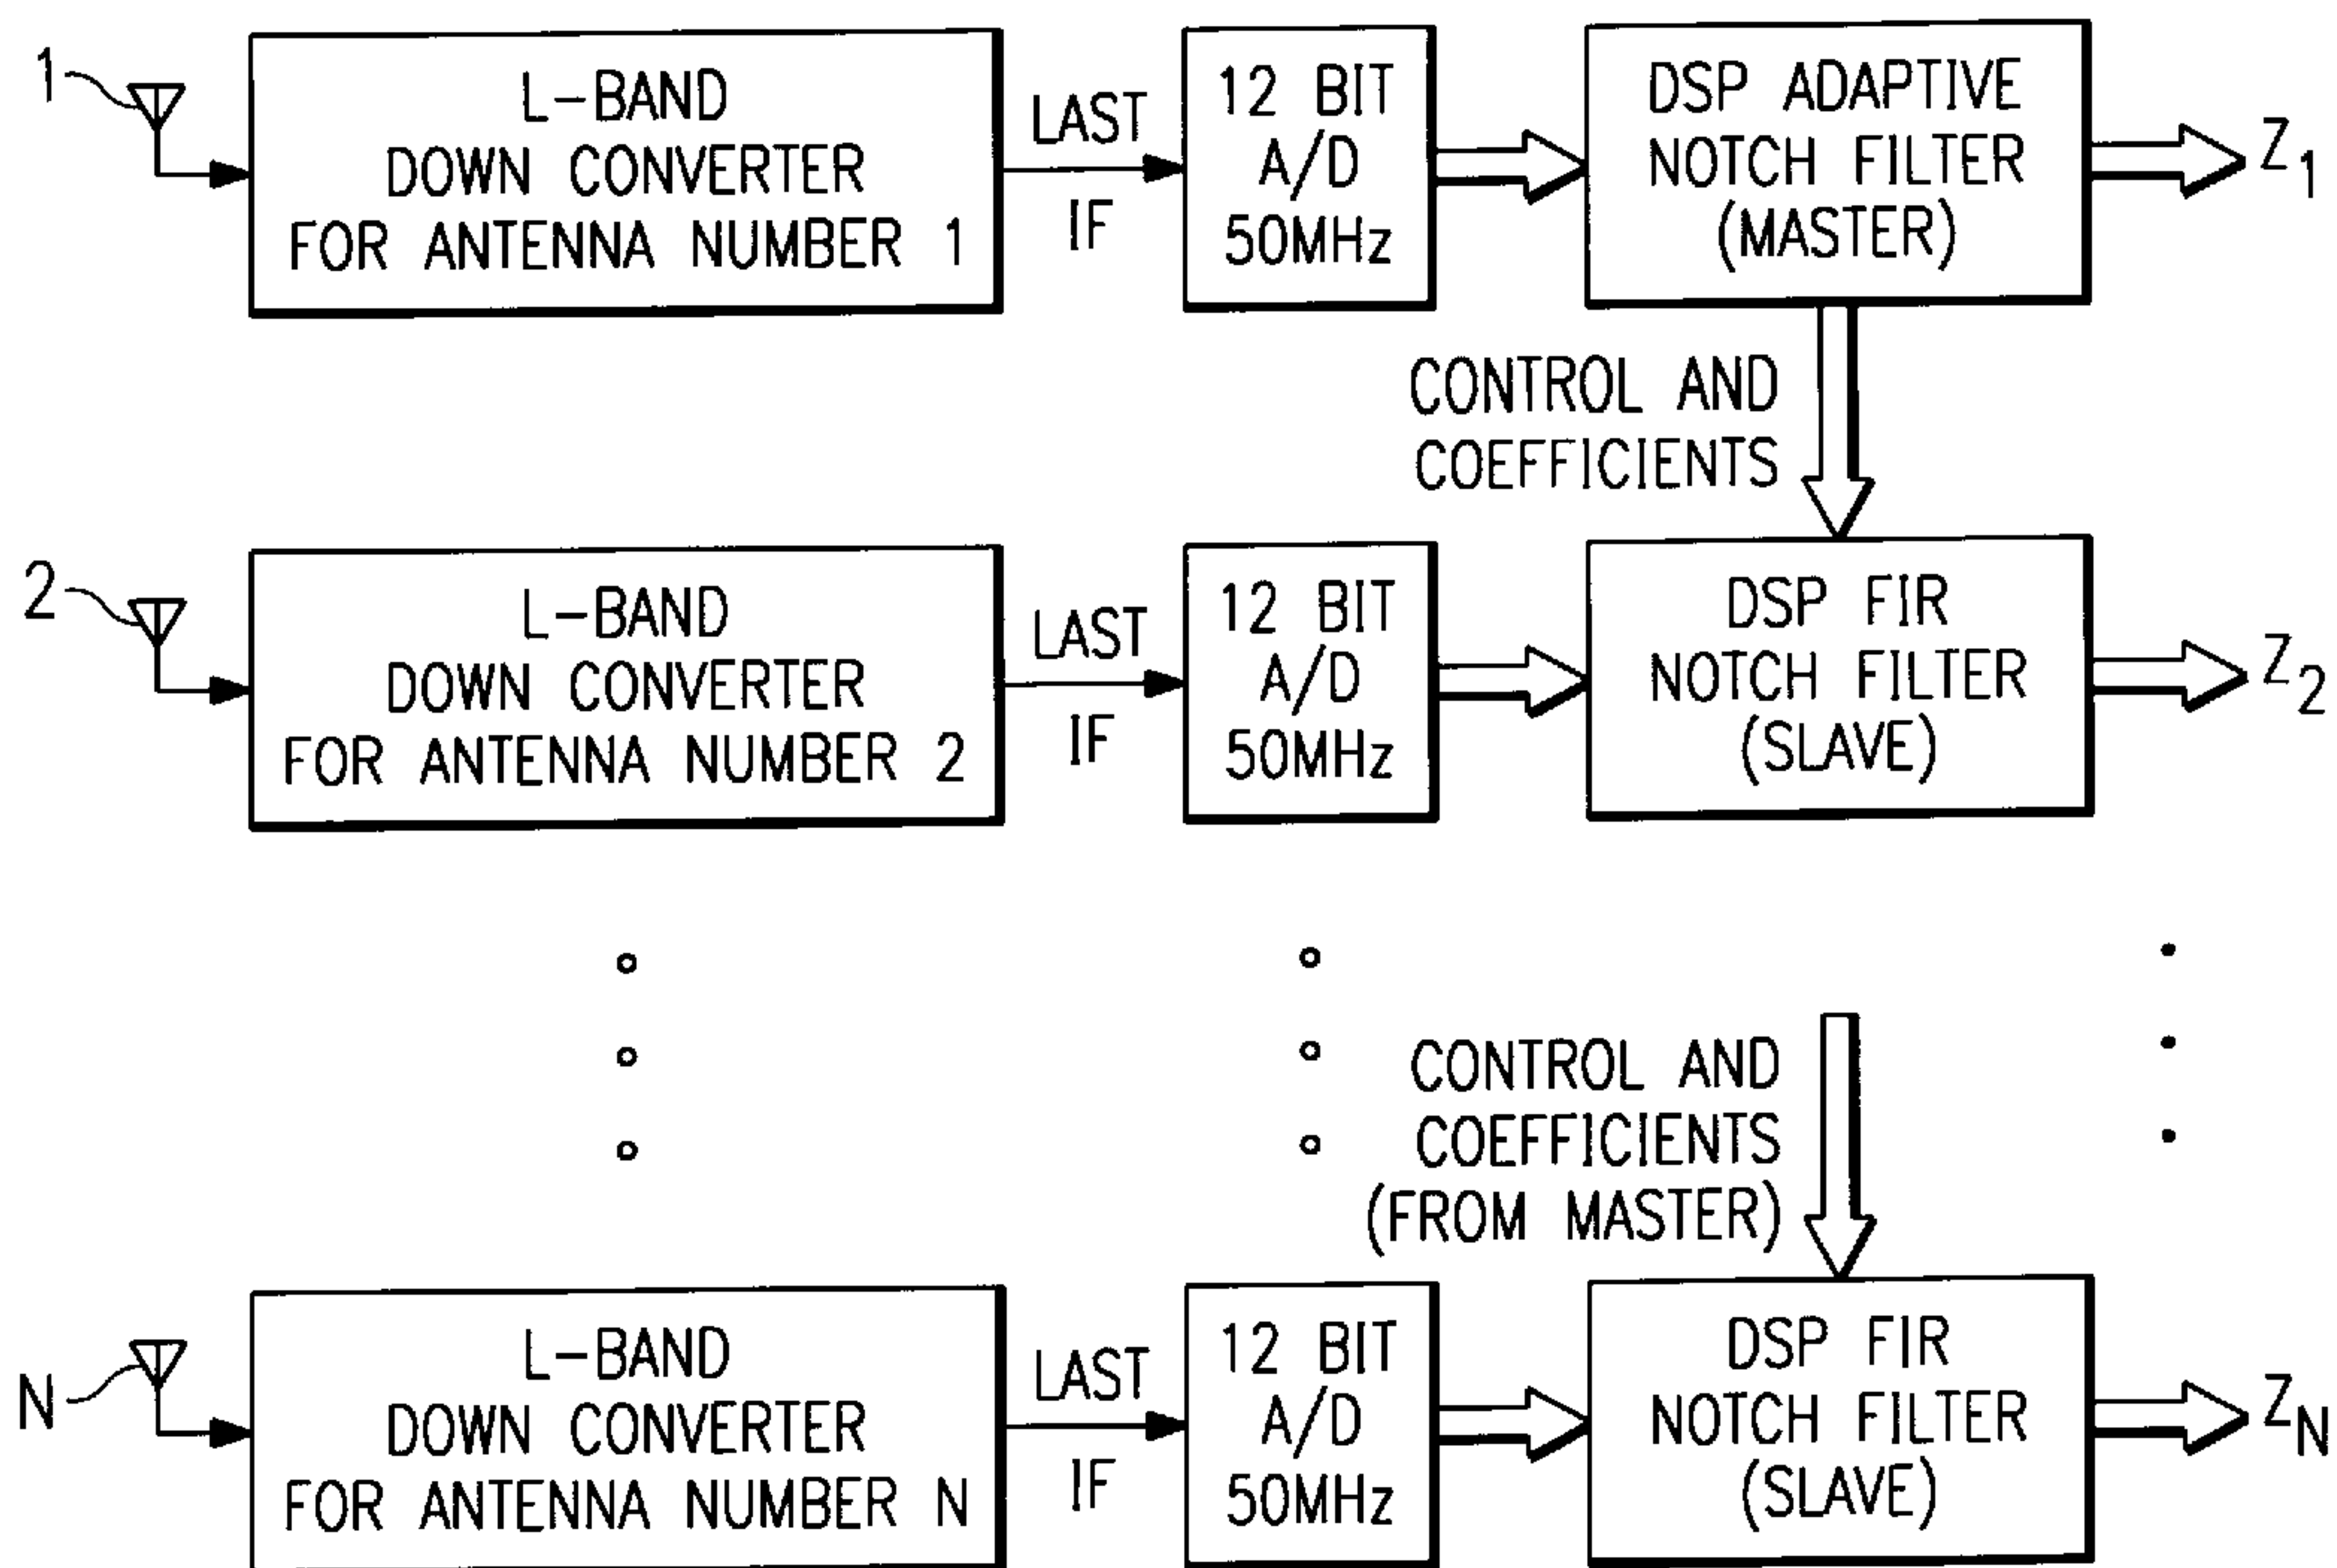 1
L-BAND
DOWN CONVERTER
FOR ANTENNA NUMBER 1
LAST
IF
12 BIT
A/D
50MHz
DSP ADAPTIVE
NOTCH FILTER
(MASTER)
Z1
CONTROL AND
COEFFICIENTS
2
L-BAND
DOWN CONVERTER
FOR ANTENNA NUMBER 2
LAST
IF
12 BIT
A/D
50MHz
DSP FIR
NOTCH FILTER
(SLAVE)
Z2
CONTROL AND
COEFFICIENTS
(FROM MASTER)
N
L-BAND
DOWN CONVERTER
FOR ANTENNA NUMBER N
LAST
IF
12 BIT
A/D
50MHz
DSP FIR
NOTCH FILTER
(SLAVE)
ZN